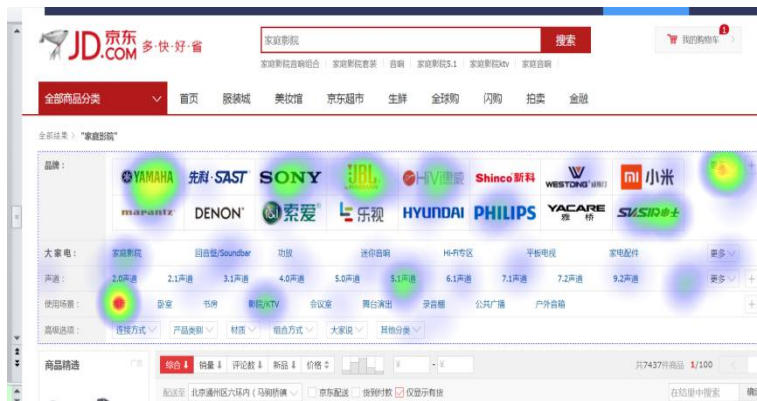 JD.COM 京东 多·快·好·省
家庭影院 搜索 我的购物车 1
家庭影院音响组合 家庭影院套装 音响 家庭影院5.1 家庭影院ktv 家庭音响
全部商品分类 首页 服装城 美妆馆 京东超市 生鲜 全球购 闪购 拍卖 金融
全部结果 > "家庭影院"
品牌: YAMAHA 先科·SAST SONY JBL HiVi惠威 Shinco新科 WESTDING 小米 更多
marantz DENON 索爱 乐视 HYUNDAI PHILIPS YACARE 雅桥
大家电: 家庭影院 回音壁/Soundbar 功放 迷你音响 Hi-Fi专区 平板电视 家电配件 更多
声道: 2.0声道 2.1声道 3.1声道 4.0声道 5.0声道 5.1声道 6.1声道 7.1声道 7.2声道 9.2声道 更多
使用场景: 卧室 书房 影院/KTV 会议室 舞台演出 录音棚 公共广播 户外音箱
高级选项: 连接方式 产品类别 材质 组合方式 大家说 其他分类
商品精选 广告 综合 销量 评论数 新品 价格 ¥ - ¥ 共7437件商品 1/100
配送至 北京通州区六环内(马驹桥镇 京东配送 货到付款 仅显示有货 在结果中搜索 确定